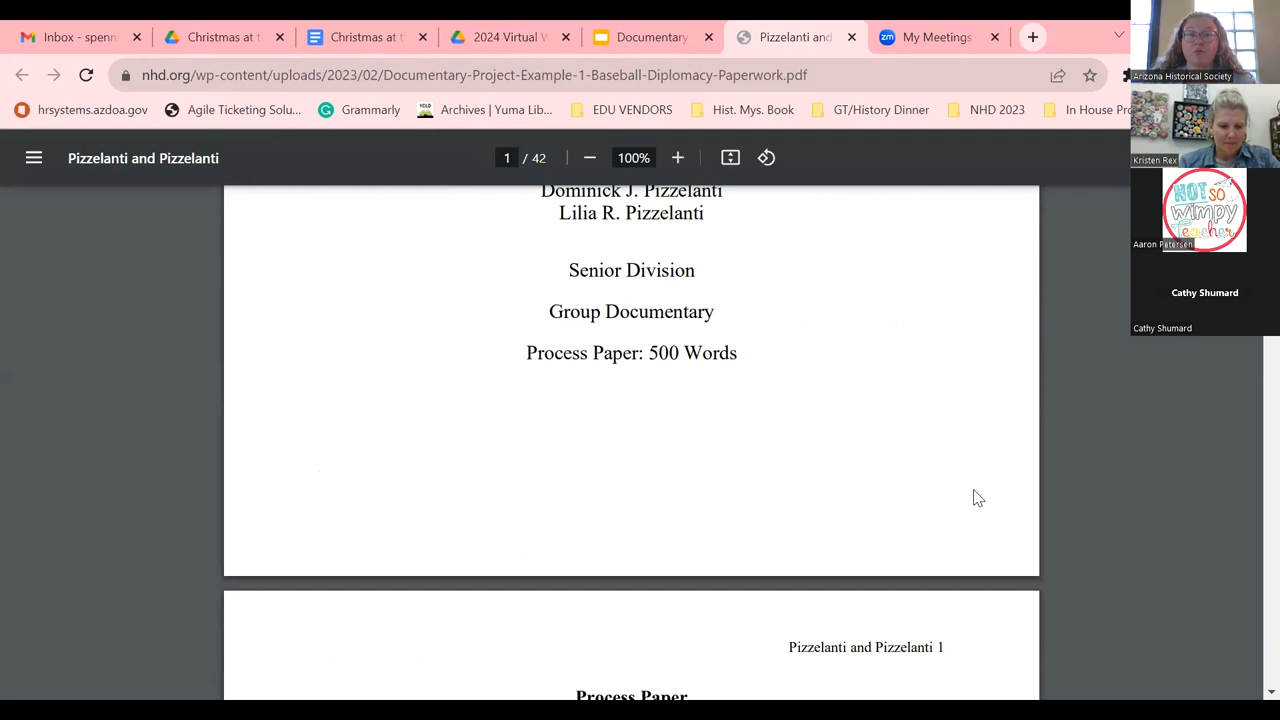 Inbox - spenni
Christmas at t
Christmas at t
2024 Virtual W
Documentary
Pizzelanti and
zm My Meetings
nhd.org/wp-content/uploads/2023/02/Documentary-Project-Example-1-Baseball-Diplomacy-Paperwork.pdf
hrsystems.azdoa.gov
Agile Ticketing Solu...
Grammarly
YGLD Archives | Yuma Lib...
EDU VENDORS
Hist. Mys. Book
GT/History Dinner
NHD 2023
In House Pro
Pizzelanti and Pizzelanti
1 / 42
100%
Dominick J. Pizzelanti
Lilia R. Pizzelanti
Senior Division
Group Documentary
Process Paper: 500 Words
Pizzelanti and Pizzelanti 1
Process Paper
Arizona Historical Society
Kristen Rex
NOT SO
wimpy
Teacher
Aaron Petersen
Cathy Shumard
Cathy Shumard